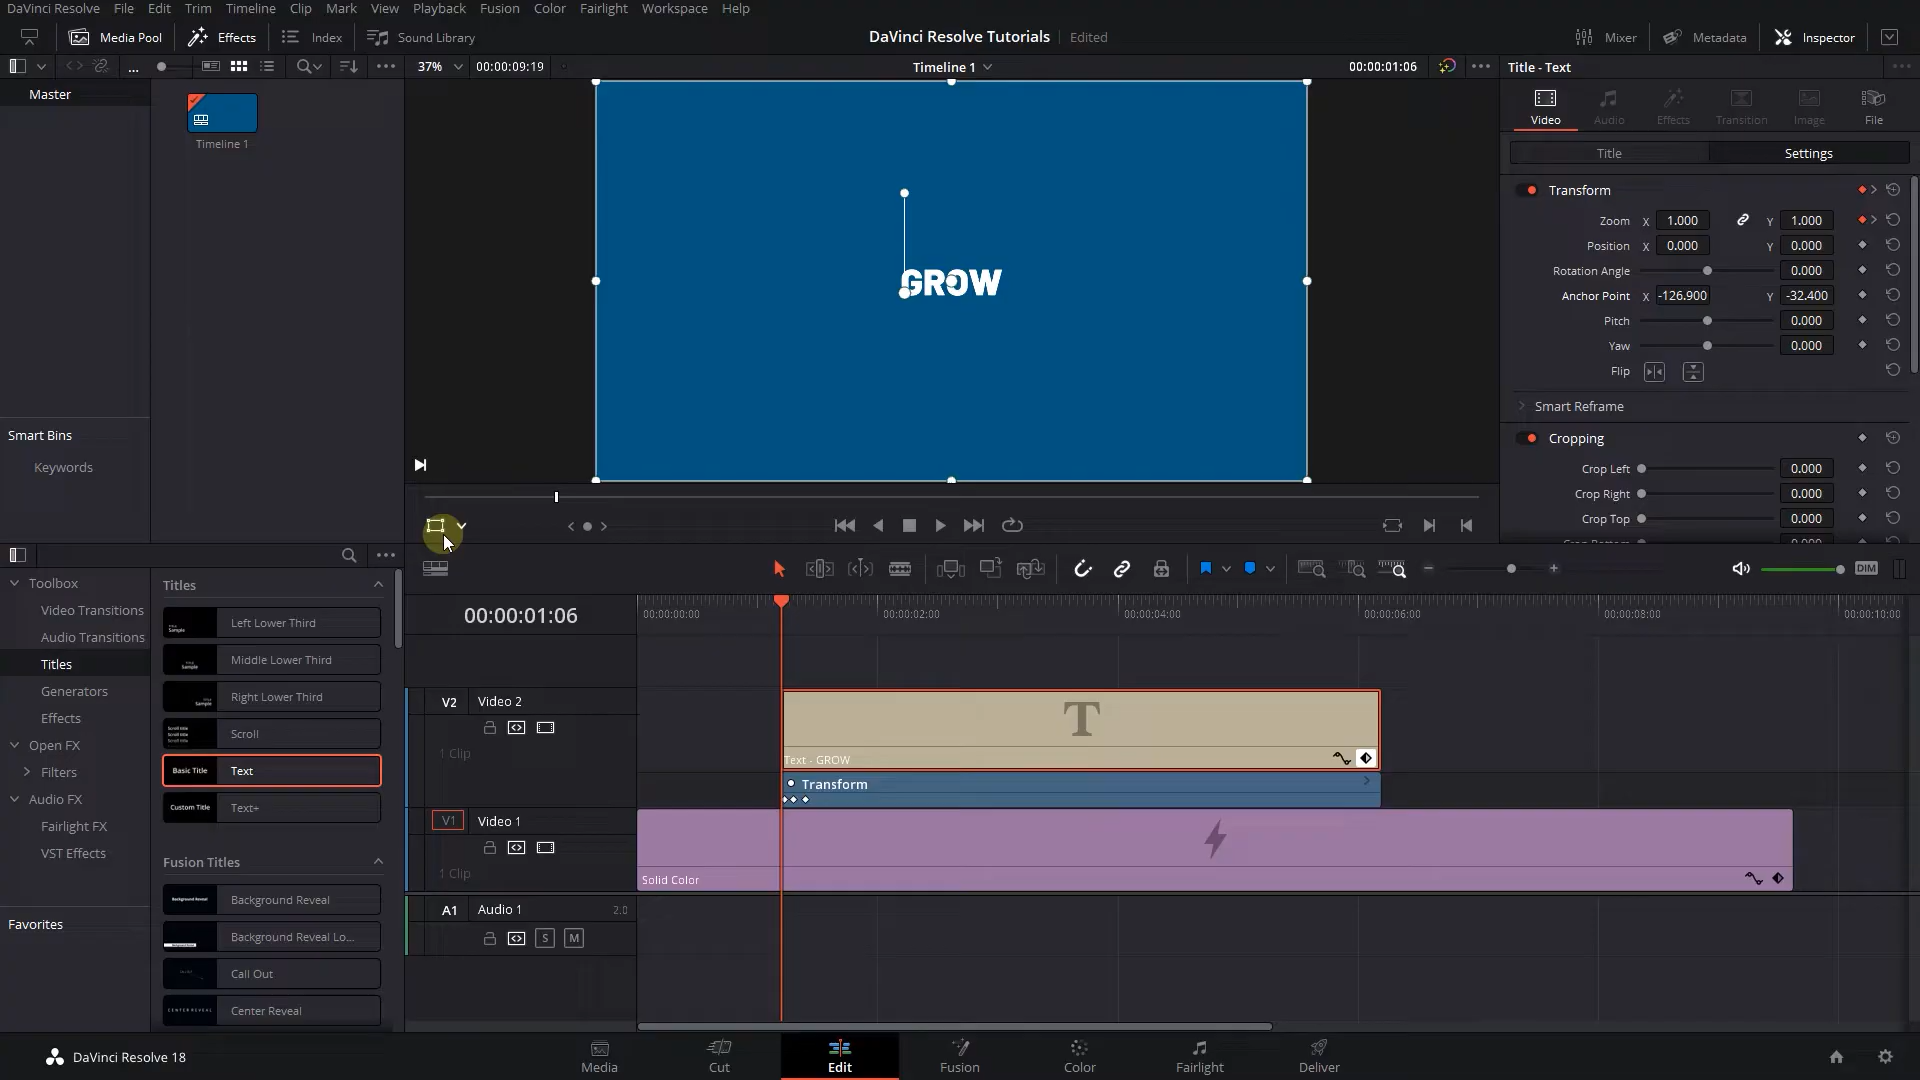 DaVinci Resolve File Edit Trim Timeline Clip Mark View Playback Fusion Color Fairlight Workspace Help
Media Pool Effects Index Sound Library DaVinci Resolve Tutorials Edited Mixer Metadata Inspector
37% 00:00:09:19 Timeline 1 00:00:01:06 Title - Text
Master
Timeline 1
Video Audio Effects Transition Image File
Title Settings
Transform
Zoom X 1.000 Y 1.000
Position X 0.000 Y 0.000
Rotation Angle 0.000
Anchor Point X -126.900 Y -32.400
Pitch 0.000
Yaw 0.000
Flip
Smart Reframe
Cropping
Crop Left 0.000
Crop Right 0.000
Crop Top 0.000
GROW
Smart Bins
Keywords
Toolbox
Video Transitions
Audio Transitions
Titles
Generators
Effects
Open FX
Filters
Audio FX
Fairlight FX
VST Effects
Favorites
Titles
Left Lower Third
Middle Lower Third
Right Lower Third
Scroll
Basic Title Text
Custom Title Text+
Fusion Titles
Background Reveal
Background Reveal Lo...
Call Out
CENTER REVEAL Center Reveal
DIM
00:00:01:06 00:00:00:00 00:00:02:00 00:00:04:00 00:00:06:00 00:00:08:00 00:00:10:00
V2 Video 2
1 Clip
T
Text - GROW
Transform
V1 Video 1
1 Clip
Solid Color
A1 Audio 1 2.0
S M
DaVinci Resolve 18 Media Cut Edit Fusion Color Fairlight Deliver